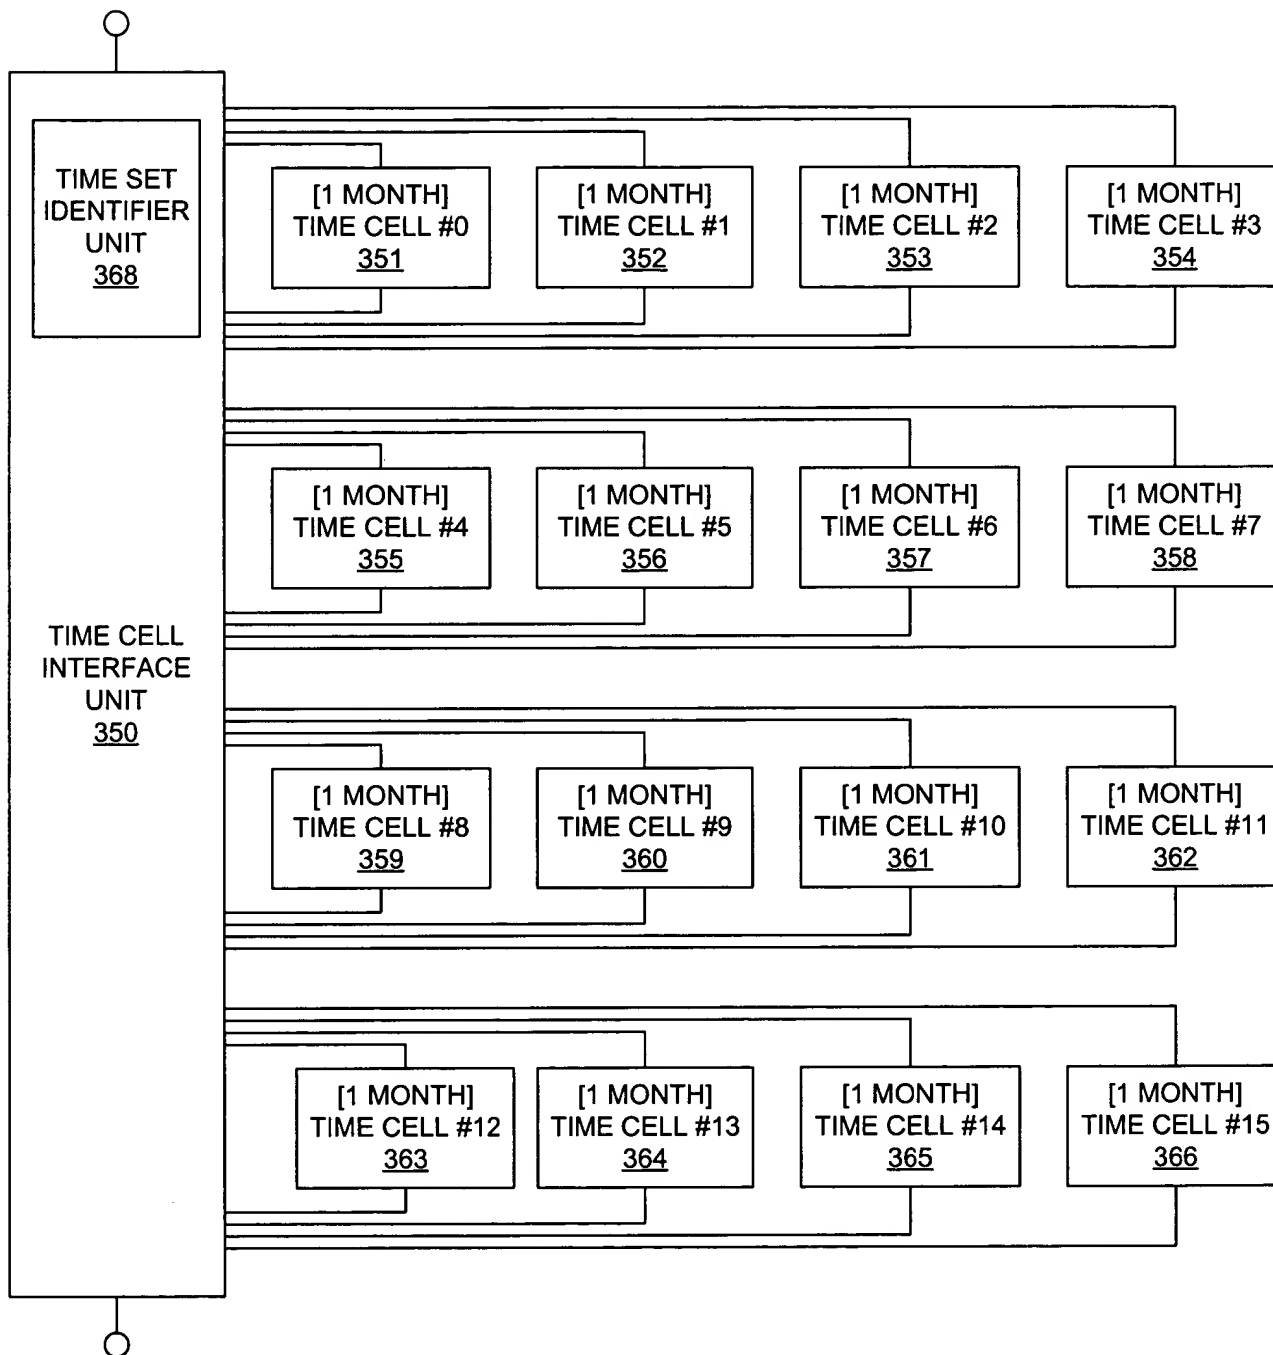 TIME SET
IDENTIFIER
UNIT
368
[1 MONTH]
TIME CELL #0
351
[1 MONTH]
TIME CELL #1
352
[1 MONTH]
TIME CELL #2
353
[1 MONTH]
TIME CELL #3
354
[1 MONTH]
TIME CELL #4
355
[1 MONTH]
TIME CELL #5
356
[1 MONTH]
TIME CELL #6
357
[1 MONTH]
TIME CELL #7
358
TIME CELL
INTERFACE
UNIT
350
[1 MONTH]
TIME CELL #8
359
[1 MONTH]
TIME CELL #9
360
[1 MONTH]
TIME CELL #10
361
[1 MONTH]
TIME CELL #11
362
[1 MONTH]
TIME CELL #12
363
[1 MONTH]
TIME CELL #13
364
[1 MONTH]
TIME CELL #14
365
[1 MONTH]
TIME CELL #15
366